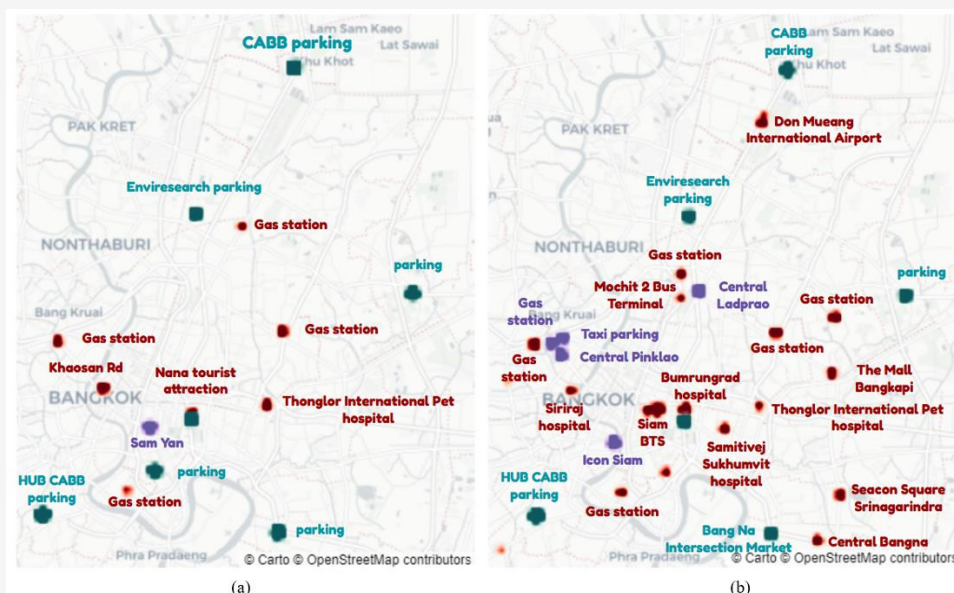 CABB parking
Lam Sam Kaeo
Lat Sawai
Khu Khot
PAK KRET
Enviresearch parking
Gas station
NONTHABURI
parking
Bang Kruai
Gas station
Gas station
Khaosan Rd
Nana tourist
attraction
BANGKOK
Thonglor International Pet
hospital
Sam Yan
HUB CABB
parking
parking
Gas station
parking
Phra Pradaeng
© Carto © OpenStreetMap contributors
(a)
CABB
parking
Lam Sam Kaeo
Lat Sawai
Khu Khot
Don Mueang
International Airport
PAK KRET
Enviresearch
parking
NONTHABURI
Gas station
parking
Mochit 2 Bus
Terminal
Central
Ladprao
Gas
station
Bang Kruai
Gas station
Taxi parking
Gas station
Gas
station
Central Pinklao
The Mall
Bangkapi
Bumrungrad
hospital
BANGKOK
Siriraj
hospital
Siam
BTS
Thonglor International Pet
hospital
Samitivej
Sukhumvit
hospital
Icon Siam
HUB CABB
parking
Gas station
Seacon Square
Srinagarindra
Bang Na
Intersection Market
Central Bangna
Phra Pradaeng
© Carto © OpenStreetMap contributors
(b)